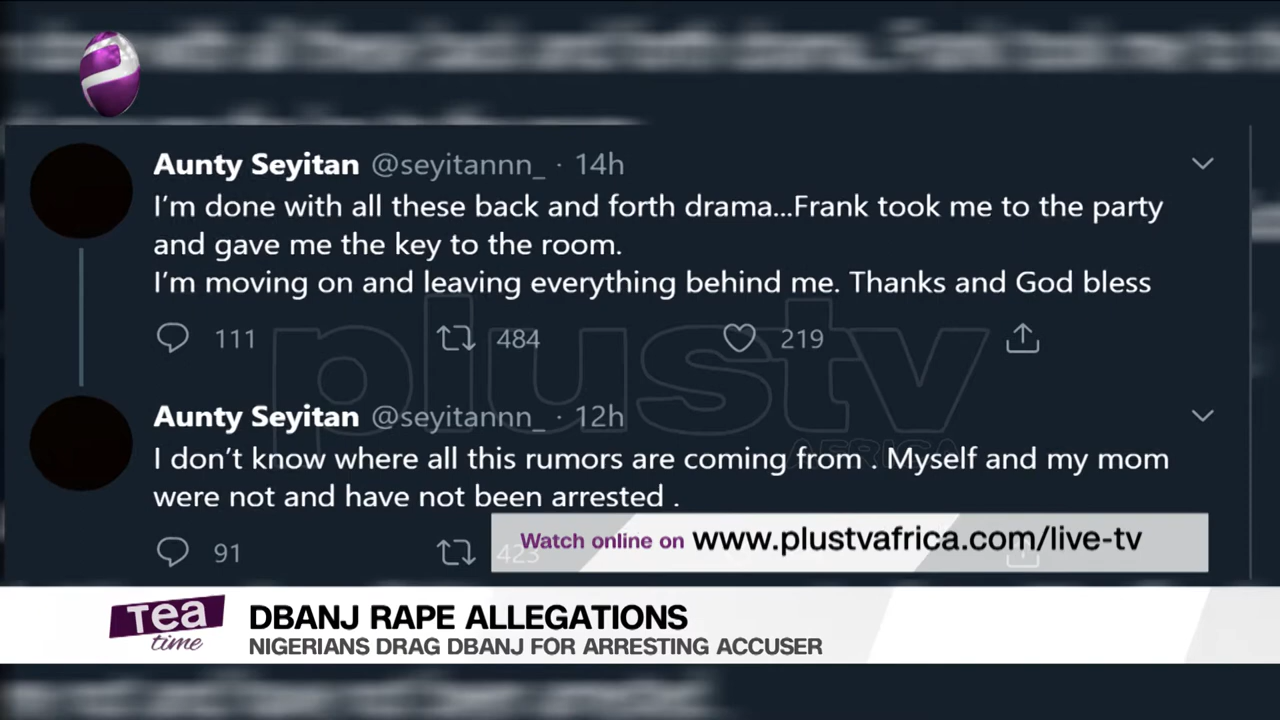 Aunty Seyitan @seyitannn_ · 14h
I'm done with all these back and forth drama...Frank took me to the party
and gave me the key to the room.
I'm moving on and leaving everything behind me. Thanks and God bless
111 484 219
plustv
AFRICA
Aunty Seyitan @seyitannn_ · 12h
I don't know where all this rumors are coming from . Myself and my mom
were not and have not been arrested .
91 423
Watch online on www.plustvafrica.com/live-tv
Tea
time
DBANJ RAPE ALLEGATIONS
NIGERIANS DRAG DBANJ FOR ARRESTING ACCUSER